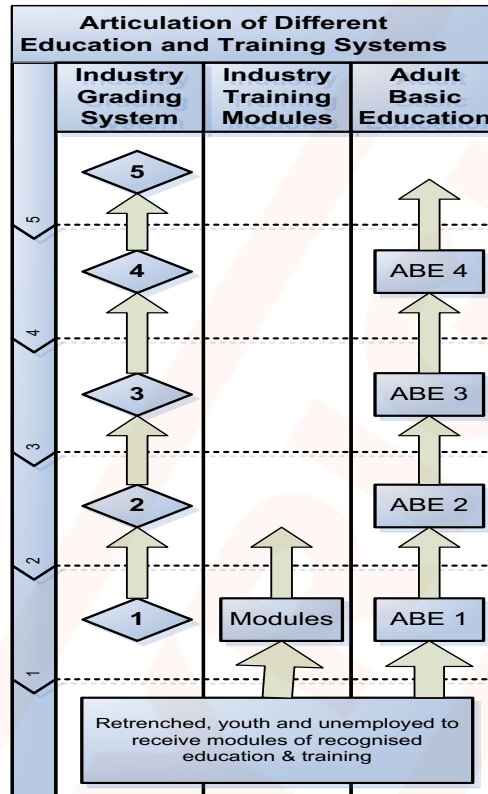 Articulation of Different
Education and Training Systems
Industry
Grading
System
Industry
Training
Modules
Adult
Basic
Education
5
5
4
ABE 4
4
3
ABE 3
3
2
ABE 2
2
1
Modules
ABE 1
1
Retrenched, youth and unemployed to
receive modules of recognised
education & training